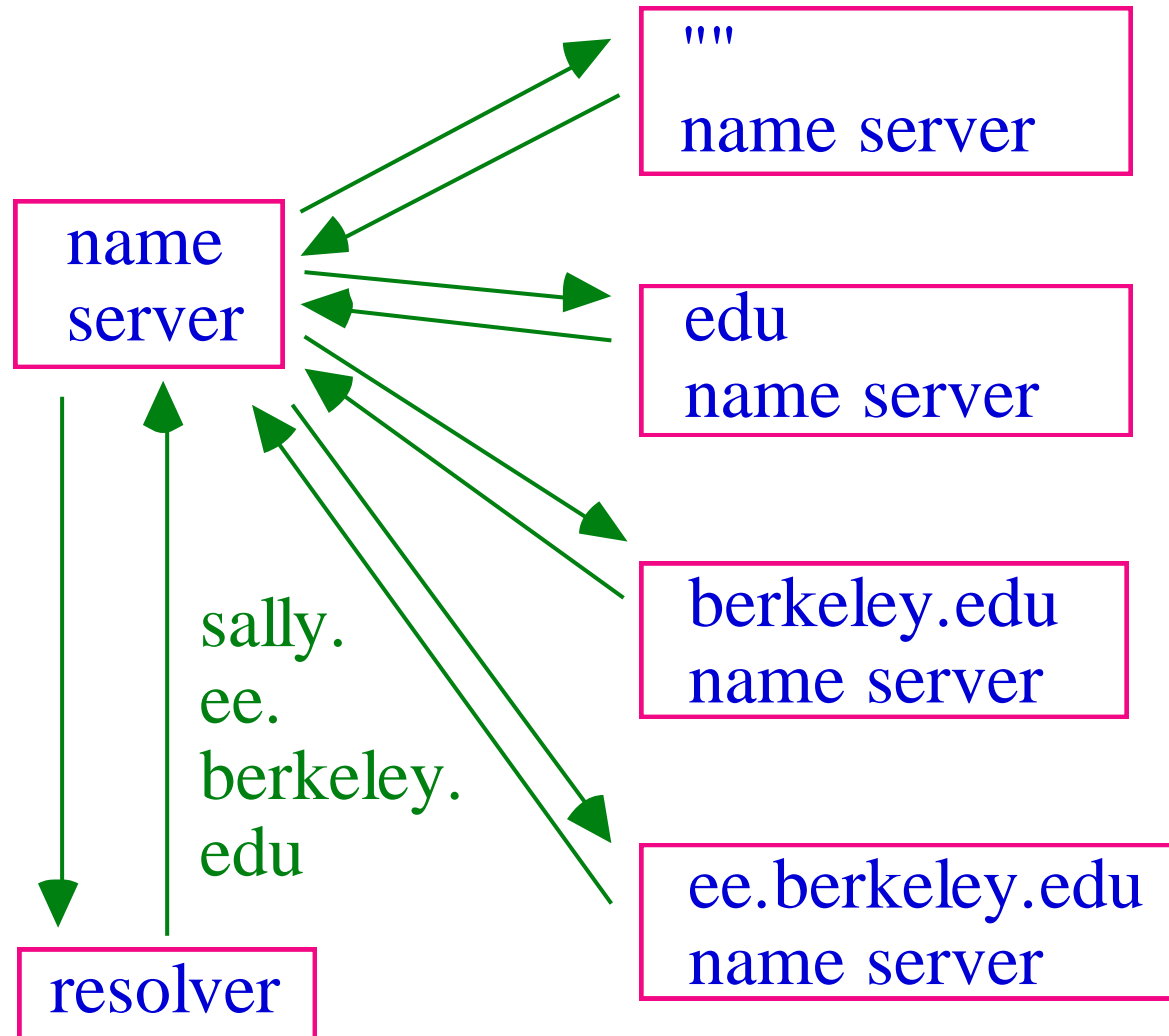 ""
name server
name
server
edu
name server
berkeley.edu
name server
sally.
ee.
berkeley.
edu
ee.berkeley.edu
name server
resolver